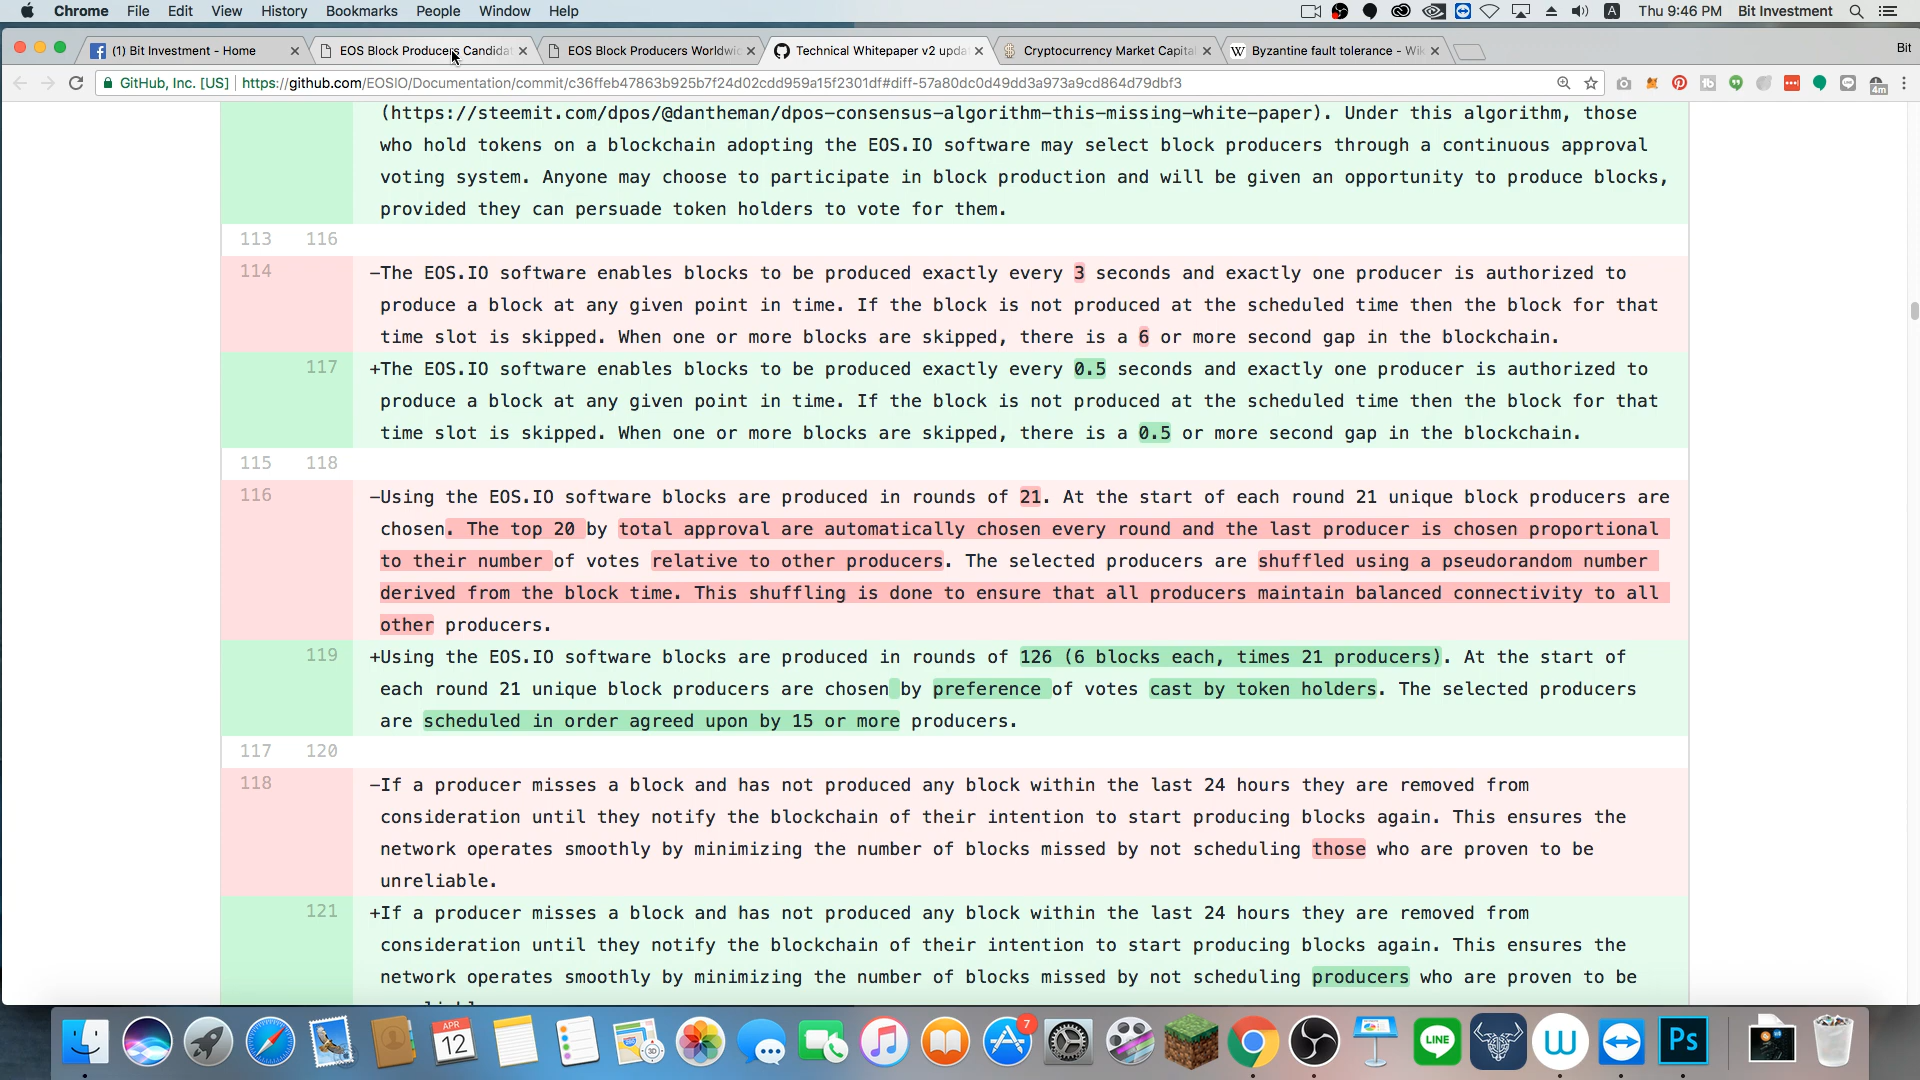 Chrome File Edit View History Bookmarks People Window Help A Thu 9:46 PM Bit Investment
(1) Bit Investment - Home EOS Block Producers Candidat EOS Block Producers Worldwid Technical Whitepaper v2 upda Cryptocurrency Market Capita W Byzantine fault tolerance - Wik Bit
GitHub, Inc. [US] https://github.com/EOSIO/Documentation/commit/c36ffeb47863b925b7f24d02cdd959a15f2301df#diff-57a80dc0d49dd3a973a9cd864d79dbf3 4m
(https://steemit.com/dpos/@dantheman/dpos-consensus-algorithm-this-missing-white-paper). Under this algorithm, those
who hold tokens on a blockchain adopting the EOS.IO software may select block producers through a continuous approval
voting system. Anyone may choose to participate in block production and will be given an opportunity to produce blocks,
provided they can persuade token holders to vote for them.
113 116
114 -The EOS.IO software enables blocks to be produced exactly every 3 seconds and exactly one producer is authorized to
produce a block at any given point in time. If the block is not produced at the scheduled time then the block for that
time slot is skipped. When one or more blocks are skipped, there is a 6 or more second gap in the blockchain.
117 +The EOS.IO software enables blocks to be produced exactly every 0.5 seconds and exactly one producer is authorized to
produce a block at any given point in time. If the block is not produced at the scheduled time then the block for that
time slot is skipped. When one or more blocks are skipped, there is a 0.5 or more second gap in the blockchain.
115 118
116 -Using the EOS.IO software blocks are produced in rounds of 21. At the start of each round 21 unique block producers are
chosen. The top 20 by total approval are automatically chosen every round and the last producer is chosen proportional
to their number of votes relative to other producers. The selected producers are shuffled using a pseudorandom number
derived from the block time. This shuffling is done to ensure that all producers maintain balanced connectivity to all
other producers.
119 +Using the EOS.IO software blocks are produced in rounds of 126 (6 blocks each, times 21 producers). At the start of
each round 21 unique block producers are chosen by preference of votes cast by token holders. The selected producers
are scheduled in order agreed upon by 15 or more producers.
117 120
118 -If a producer misses a block and has not produced any block within the last 24 hours they are removed from
consideration until they notify the blockchain of their intention to start producing blocks again. This ensures the
network operates smoothly by minimizing the number of blocks missed by not scheduling those who are proven to be
unreliable.
121 +If a producer misses a block and has not produced any block within the last 24 hours they are removed from
consideration until they notify the blockchain of their intention to start producing blocks again. This ensures the
network operates smoothly by minimizing the number of blocks missed by not scheduling producers who are proven to be
APR 12 3D 7 LINE W Ps